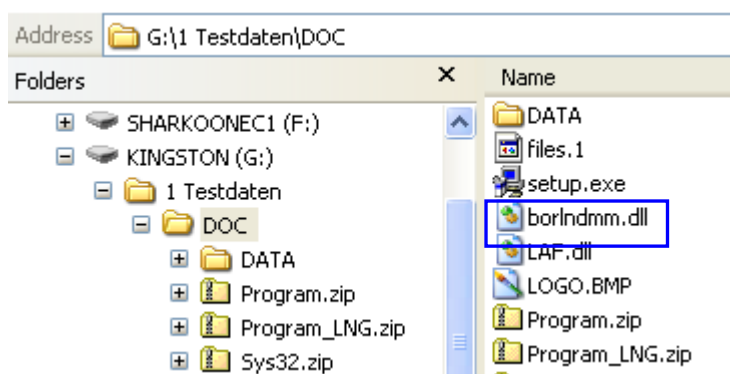 Address G:\1 Testdaten\DOC
Folders
SHARKOONEC1 (F:)
KINGSTON (G:)
1 Testdaten
DOC
DATA
Program.zip
Program_LNG.zip
Sys32.zip
Name
DATA
files.1
setup.exe
borlndmm.dll
LAF.dll
LOGO.BMP
Program.zip
Program_LNG.zip